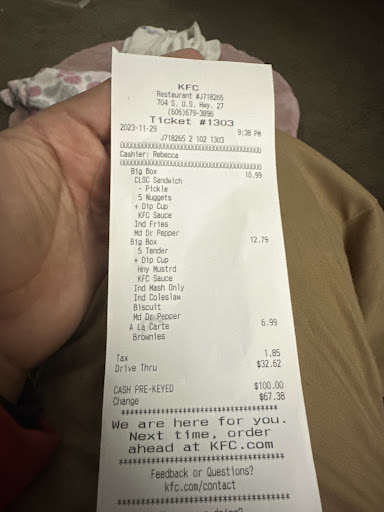 KFC
Restaurant #J718265
704 S. U.S. Hwy. 27
(606)679-3896
Ticket #1303
2023-11-29 9:38 PM
J718265 2 102 1303
Cashier: Rebecca
Big Box 10.99
CLSC Sandwich
- Pickle
5 Nuggets
+ Dip Cup
KFC Sauce
Ind Fries
Md Dr Pepper
Big Box 12.79
5 Tender
+ Dip Cup
Hny Mustrd
KFC Sauce
Ind Mash Only
Ind Coleslaw
Biscuit
Md Dr Pepper
A La Carte 6.99
Brownies
Tax 1.85
Drive Thru $32.62
CASH PRE-KEYED $100.00
Change $67.38
****************************************
We are here for you.
Next time, order
ahead at KFC.com
****************************************
Feedback or Questions?
kfc.com/contact
****************************************